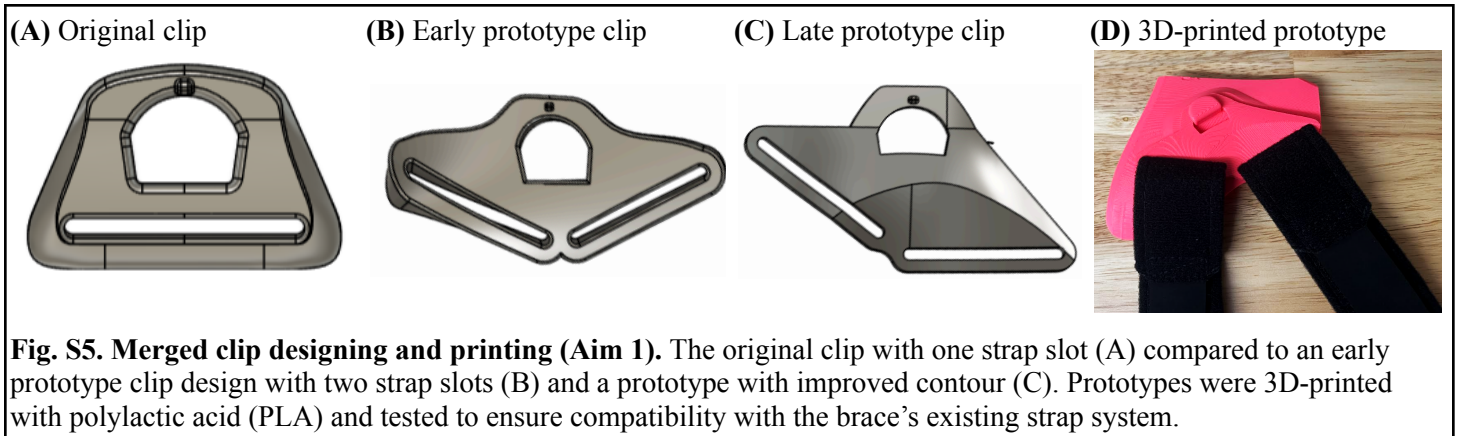 (A) Original clip
(B) Early prototype clip
(C) Late prototype clip
(D) 3D-printed prototype
Fig. S5. Merged clip designing and printing (Aim 1). The original clip with one strap slot (A) compared to an early
prototype clip design with two strap slots (B) and a prototype with improved contour (C). Prototypes were 3D-printed
with polylactic acid (PLA) and tested to ensure compatibility with the brace's existing strap system.